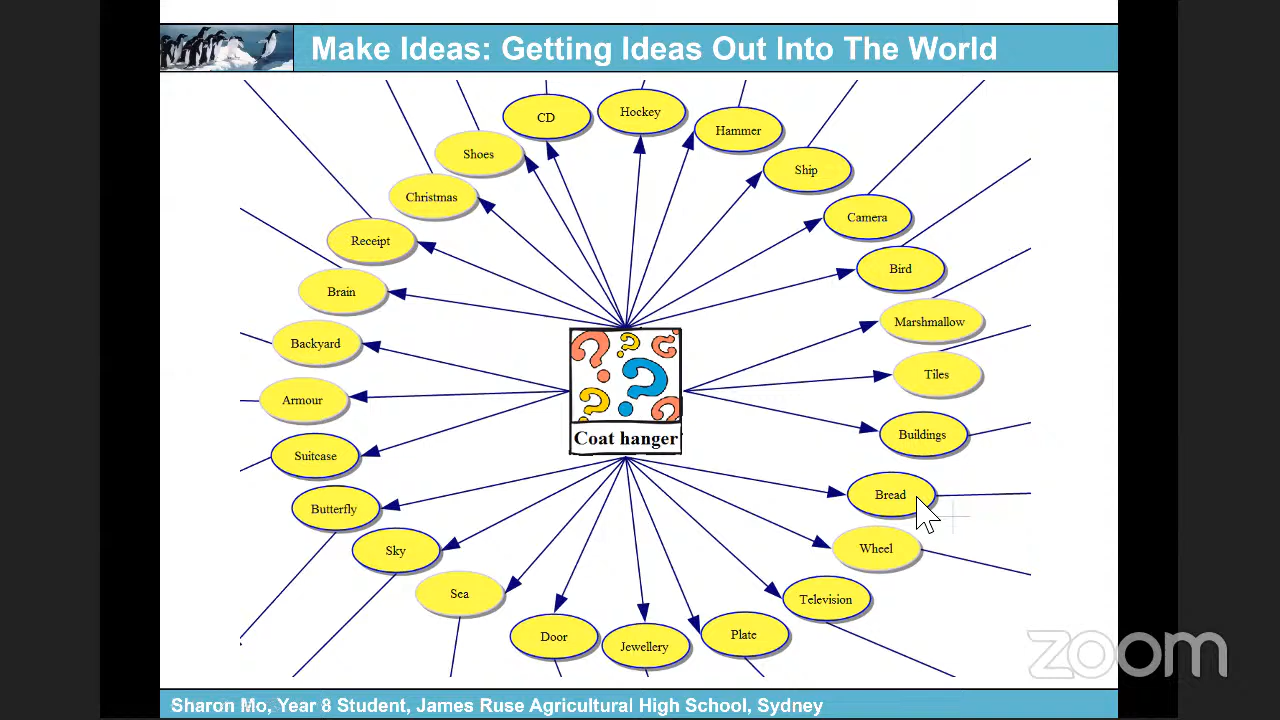 Make Ideas: Getting Ideas Out Into The World
CD
Hockey
Hammer
Shoes
Ship
Christmas
Camera
Receipt
Bird
Brain
Marshmallow
Backyard
Tiles
Armour
Buildings
Coat hanger
Suitcase
Bread
Butterfly
Wheel
Sky
Television
Sea
Plate
Door
Jewellery
zoom
Sharon Mo, Year 8 Student, James Ruse Agricultural High School, Sydney